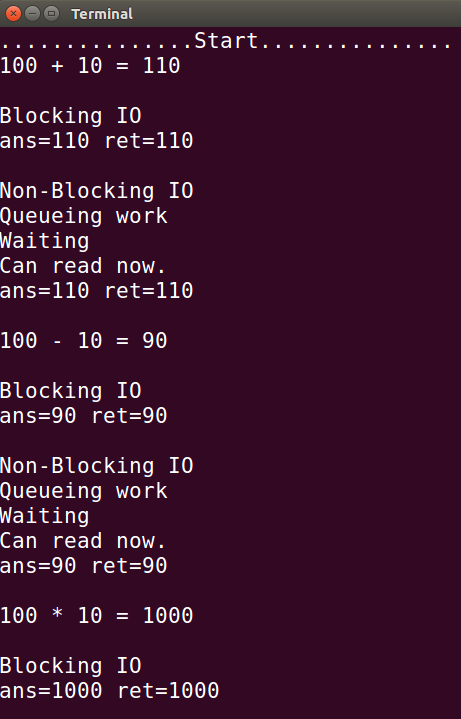 Terminal
...............Start...............
100 + 10 = 110
Blocking IO
ans=110 ret=110
Non-Blocking IO
Queueing work
Waiting
Can read now.
ans=110 ret=110
100 - 10 = 90
Blocking IO
ans=90 ret=90
Non-Blocking IO
Queueing work
Waiting
Can read now.
ans=90 ret=90
100 * 10 = 1000
Blocking IO
ans=1000 ret=1000